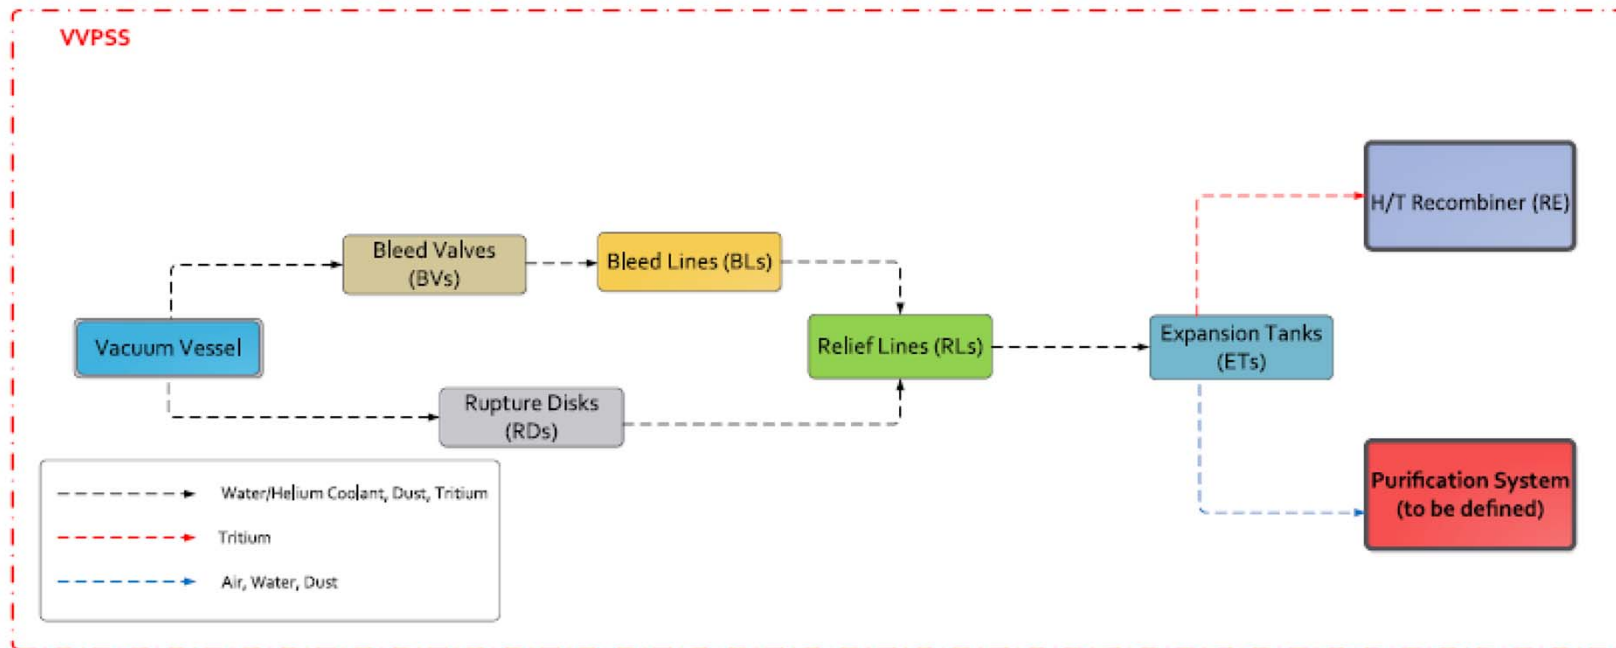 VVPSS
H/T Recombiner (RE)
Bleed Valves
(BVs)
Bleed Lines (BLs)
Vacuum Vessel
Relief Lines (RLs)
Expansion Tanks
(ETs)
Rupture Disks
(RDs)
Purification System
(to be defined)
Water/Helium Coolant, Dust, Tritium
Tritium
Air, Water, Dust